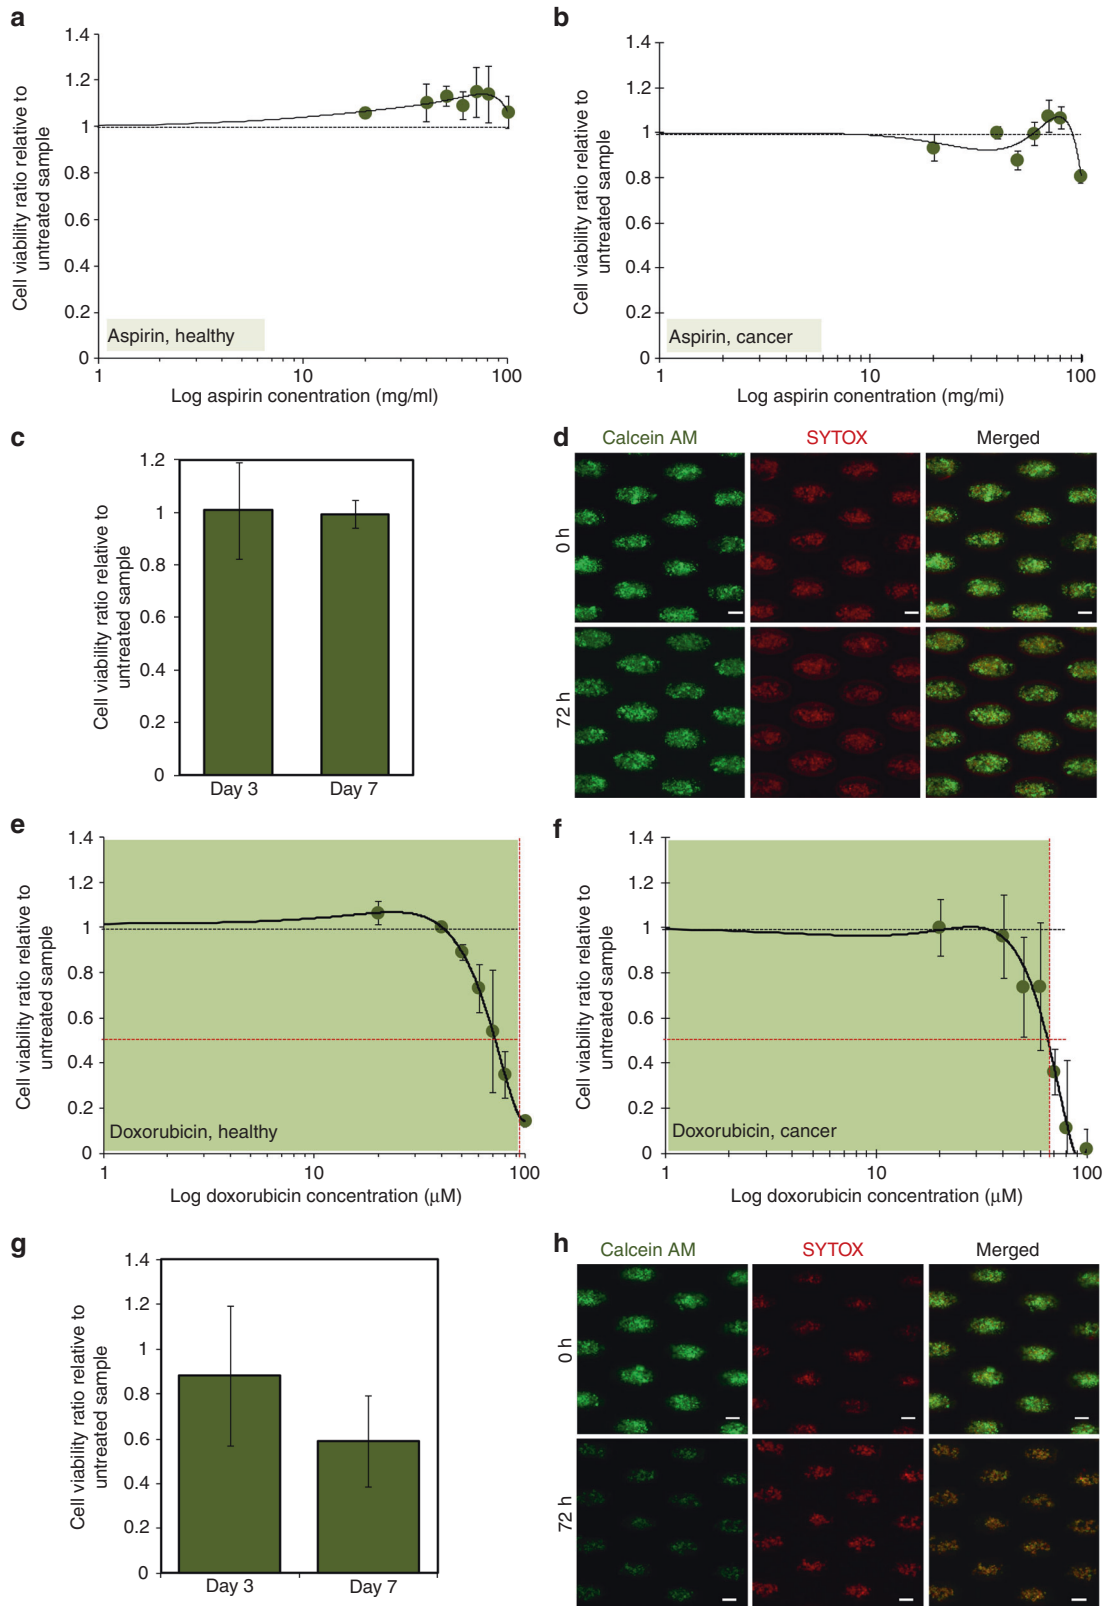 a
Cell viability ratio relative to
untreated sample
1.4
1.2
1
0.8
0.6
0.4
0.2
0
Aspirin, healthy
1
10
100
Log aspirin conentration (mg/ml)
b
Cell viability ratio relative to
untreated sample
1.4
1.2
1
0.8
0.6
0.4
0.2
0
Aspirin, cancer
1
10
100
Log aspirin concentration (mg/mi)
c
Cell viability ratio relative to
untreated sample
1.2
1
0.8
0.6
0.4
0.2
0
Day 3
Day 7
d
Calcein AM
SYTOX
Merged
0 h
72 h
e
Cell viability ratio relative to
untreated sample
1.4
1.2
1
0.8
0.6
0.4
0.2
0
Doxorubicin, healthy
1
10
100
Log doxorubicin concentration (μM)
f
Cell viability ratio relative to
untreated sample
1.4
1.2
1
0.8
0.6
0.4
0.2
0
Doxorubicin, cancer
1
10
100
Log doxorubicin concentration (μM)
g
Cell viability ratio relative to
untreated sample
1.4
1.2
1
0.8
0.6
0.4
0.2
0
Day 3
Day 7
h
Calcein AM
SYTOX
Merged
0 h
72 h